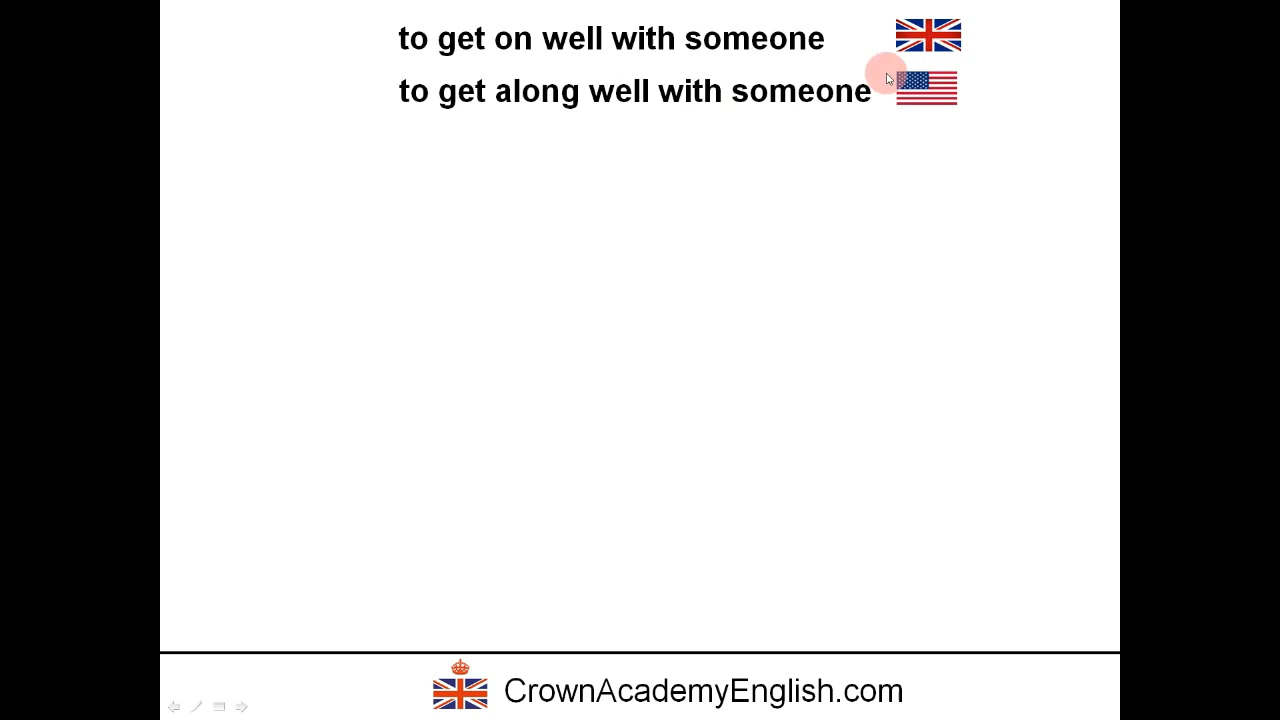 to get on well with someone
to get along well with someone
CrownAcademyEnglish.com